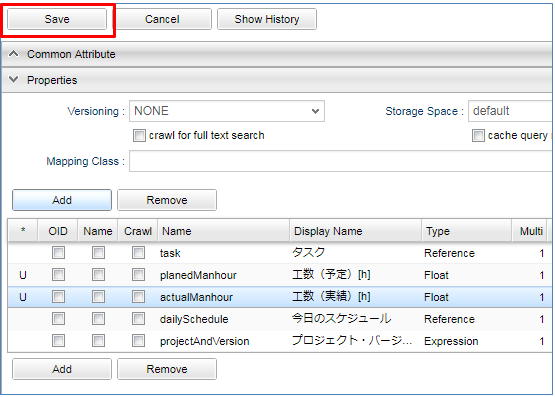 Save Cancel Show History
Common Attribute
Properties
Versioning : NONE Storage Space : default
crawl for full text search cache query
Mapping Class :
Add Remove
* OID Name Crawl Name Display Name Type Multi
task タスク Reference 1
U planedManhour 工数（予定）[h] Float 1
U actualManhour 工数（実績）[h] Float 1
dailySchedule 今日のスケジュール Reference 1
projectAndVersion プロジェクト・バージ... Expression 1
Add Remove